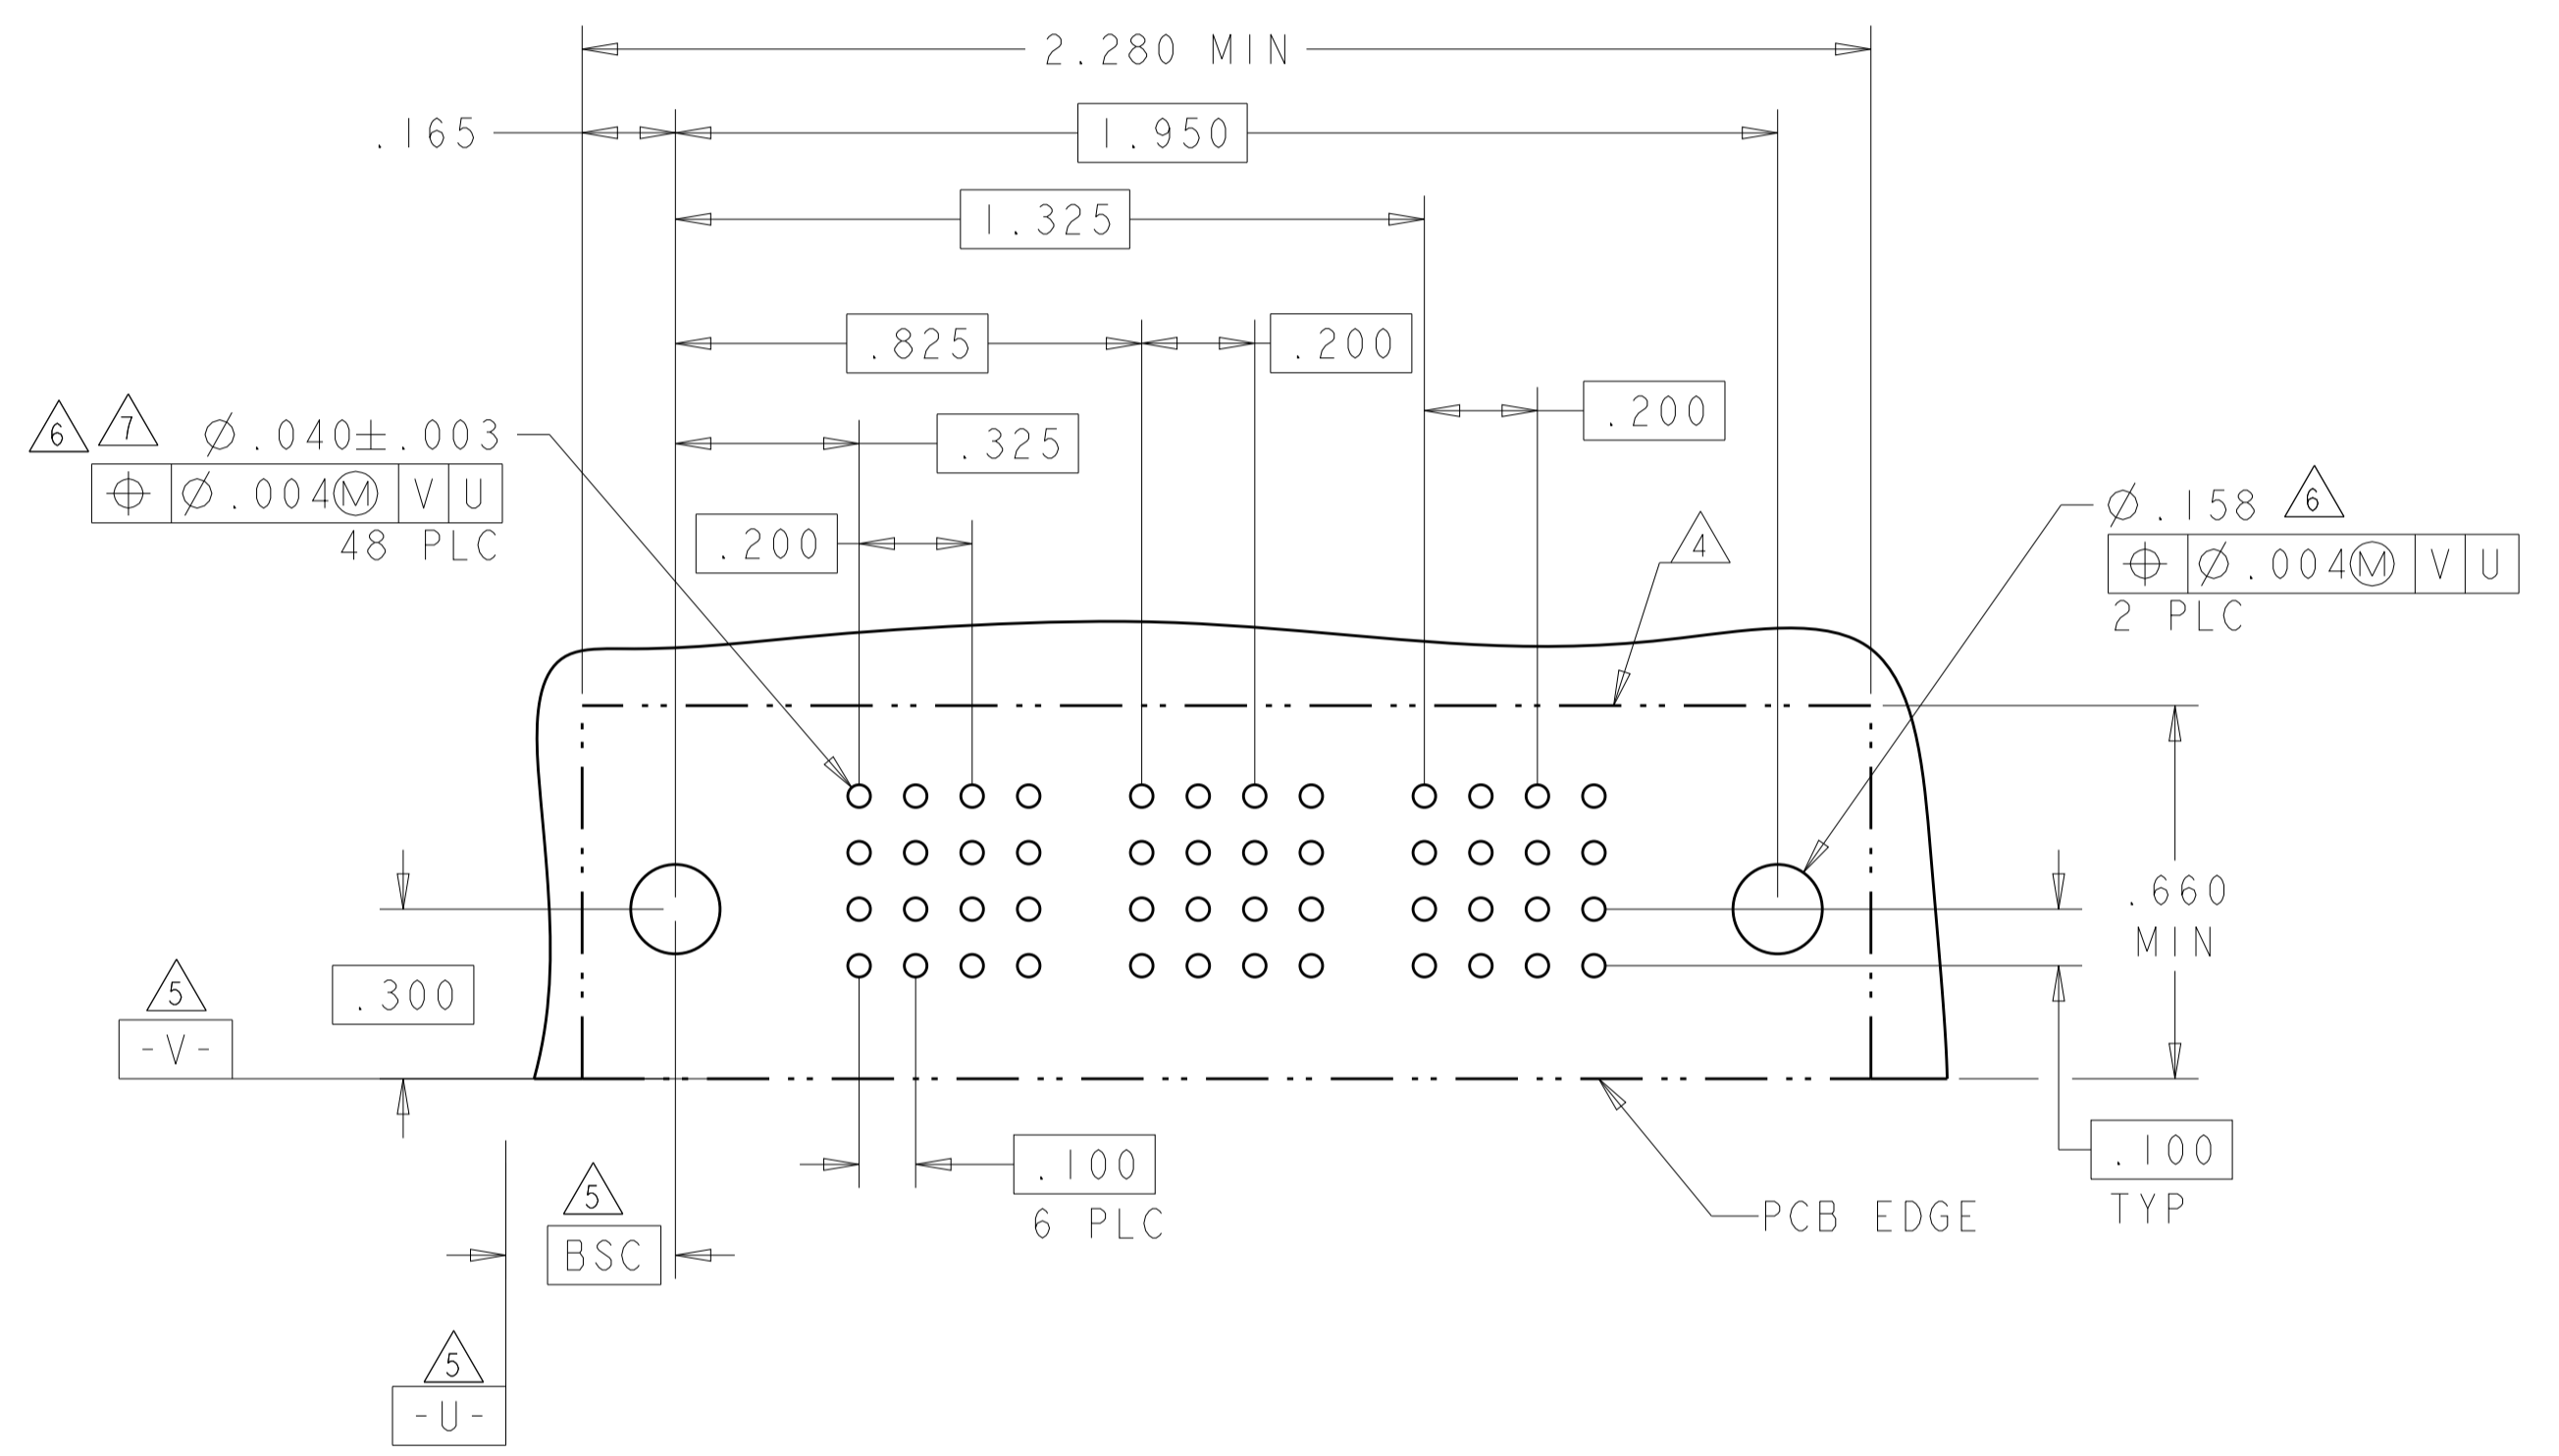 2.280 MIN
.165
1.950
1.325
.825
.200
.200
6 7 Ø.040±.003
.325
⌖ Ø.004Ⓜ V U
48 PLC
.200
Ø.158 6
⌖ Ø.004Ⓜ V U
2 PLC
4
.660
MIN
5
.300
-V-
.100
TYP
.100
6 PLC
5
BSC
PCB EDGE
5
-U-